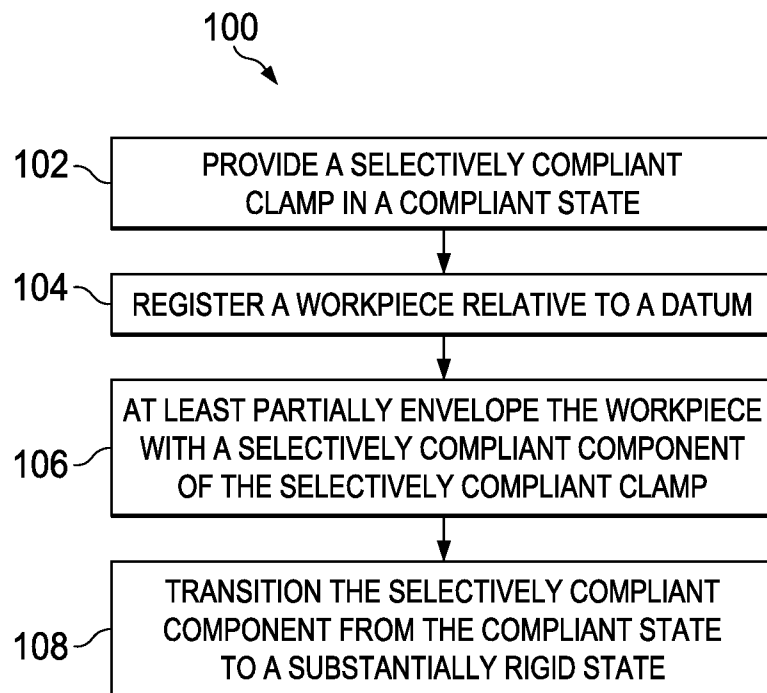 100
102
PROVIDE A SELECTIVELY COMPLIANT
CLAMP IN A COMPLIANT STATE
104
REGISTER A WORKPIECE RELATIVE TO A DATUM
106
AT LEAST PARTIALLY ENVELOPE THE WORKPIECE
WITH A SELECTIVELY COMPLIANT COMPONENT
OF THE SELECTIVELY COMPLIANT CLAMP
108
TRANSITION THE SELECTIVELY COMPLIANT
COMPONENT FROM THE COMPLIANT STATE
TO A SUBSTANTIALLY RIGID STATE